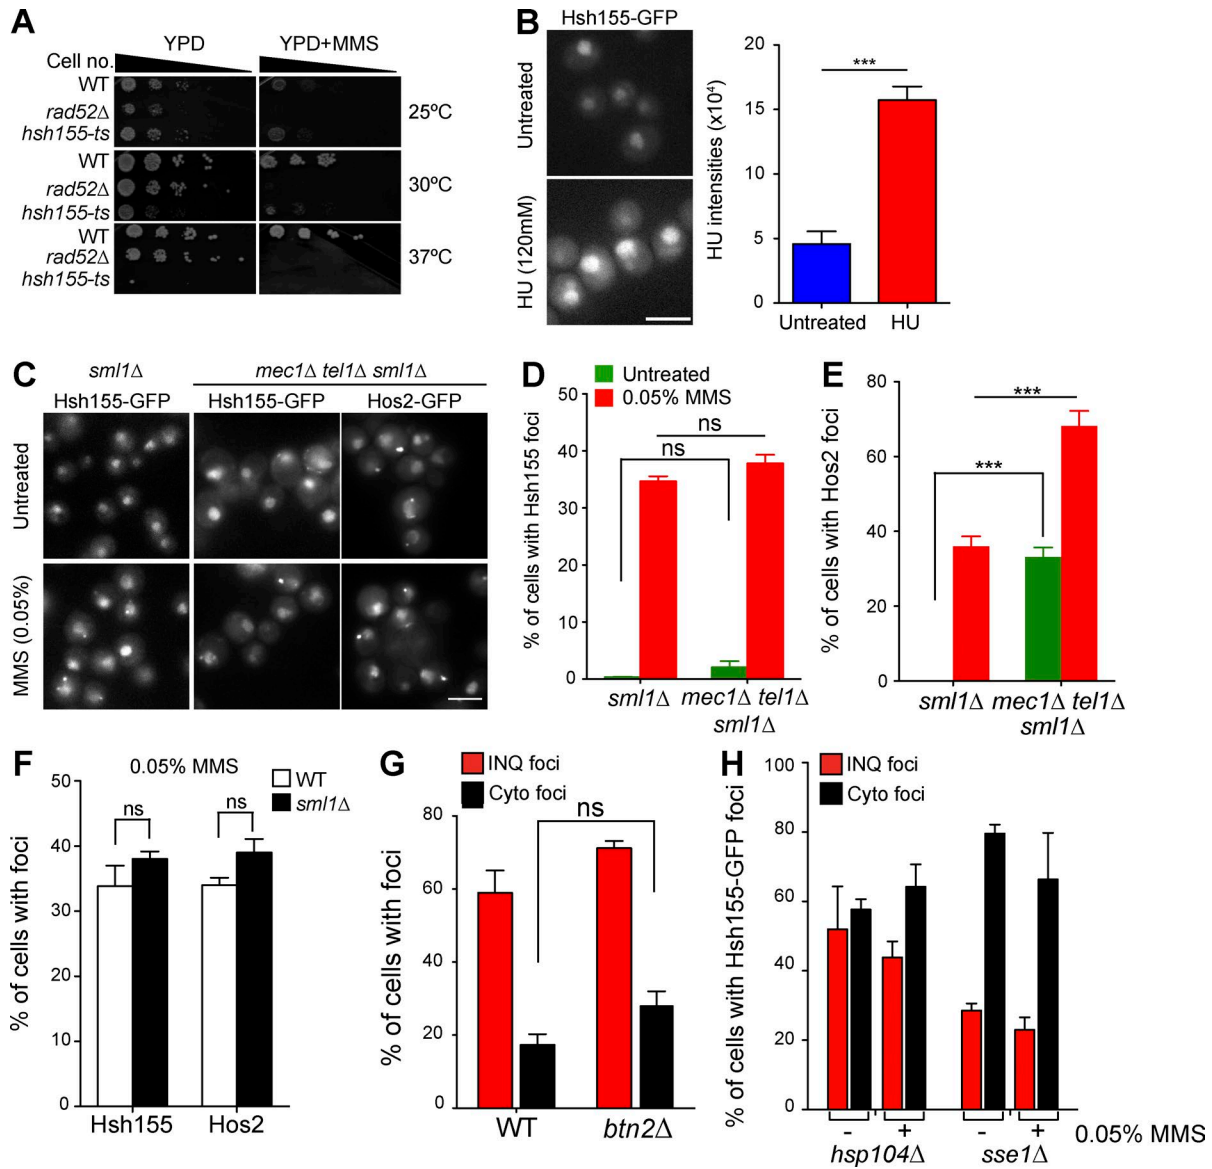 A
YPD
YPD+MMS
Cell no.
WT
rad52Δ
hsh155-ts
25ºC
WT
rad52Δ
hsh155-ts
30ºC
WT
rad52Δ
hsh155-ts
37ºC
B
Hsh155-GFP
Untreated
HU (120mM)
HU intensities (x10⁴)
20
15
10
5
0
***
Untreated
HU
C
sml1Δ
mec1Δ tel1Δ sml1Δ
Hsh155-GFP
Hsh155-GFP
Hos2-GFP
Untreated
MMS (0.05%)
D
Untreated
0.05% MMS
% of cells with Hsh155 foci
50
40
30
20
10
0
ns
ns
sml1Δ
mec1Δ tel1Δ
sml1Δ
E
% of cells with Hos2 foci
80
60
40
20
0
***
***
sml1Δ
mec1Δ tel1Δ
sml1Δ
F
0.05% MMS
WT
sml1Δ
% of cells with foci
50
40
30
20
10
0
ns
ns
Hsh155
Hos2
G
INQ foci
Cyto foci
% of cells with foci
80
60
40
20
0
ns
WT
btn2Δ
H
INQ foci
Cyto foci
% of cells with Hsh155-GFP foci
100
80
60
40
20
0
-
+
-
+
0.05% MMS
hsp104Δ
sse1Δ